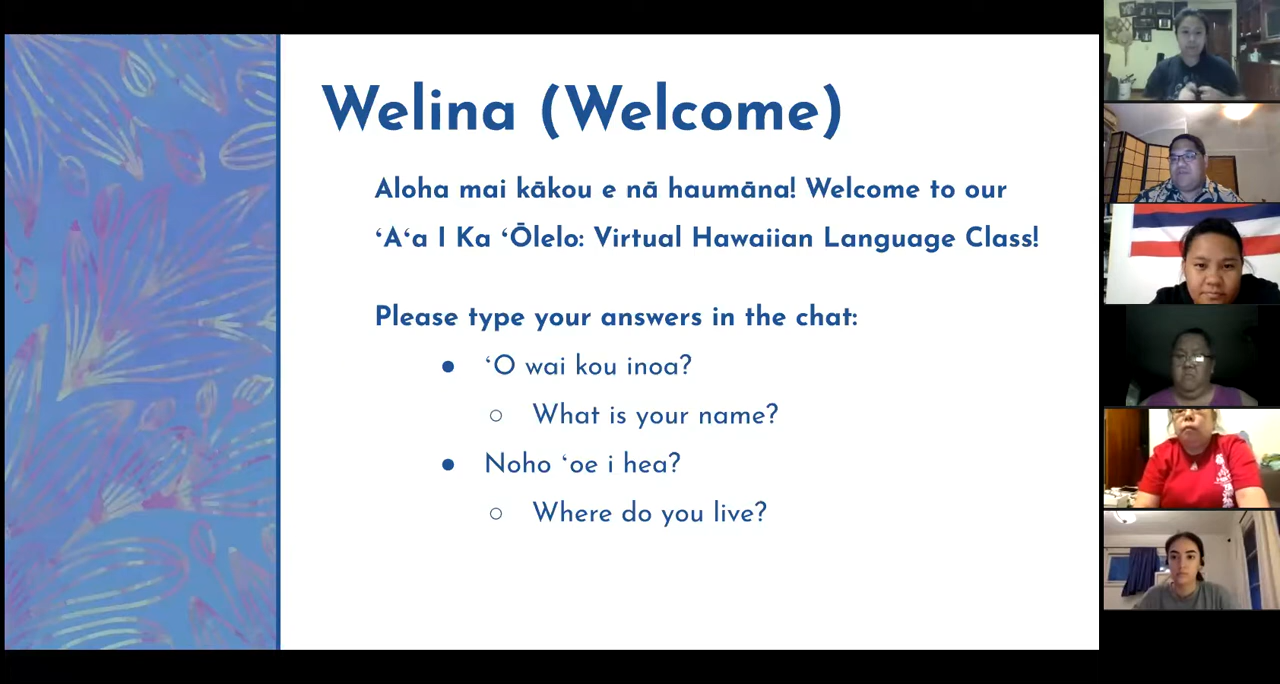 Welina (Welcome)
Aloha mai kākou e nā haumāna! Welcome to our
ʻAʻa I Ka ʻŌlelo: Virtual Hawaiian Language Class!
Please type your answers in the chat:
● ʻO wai kou inoa?
○ What is your name?
● Noho ʻoe i hea?
○ Where do you live?